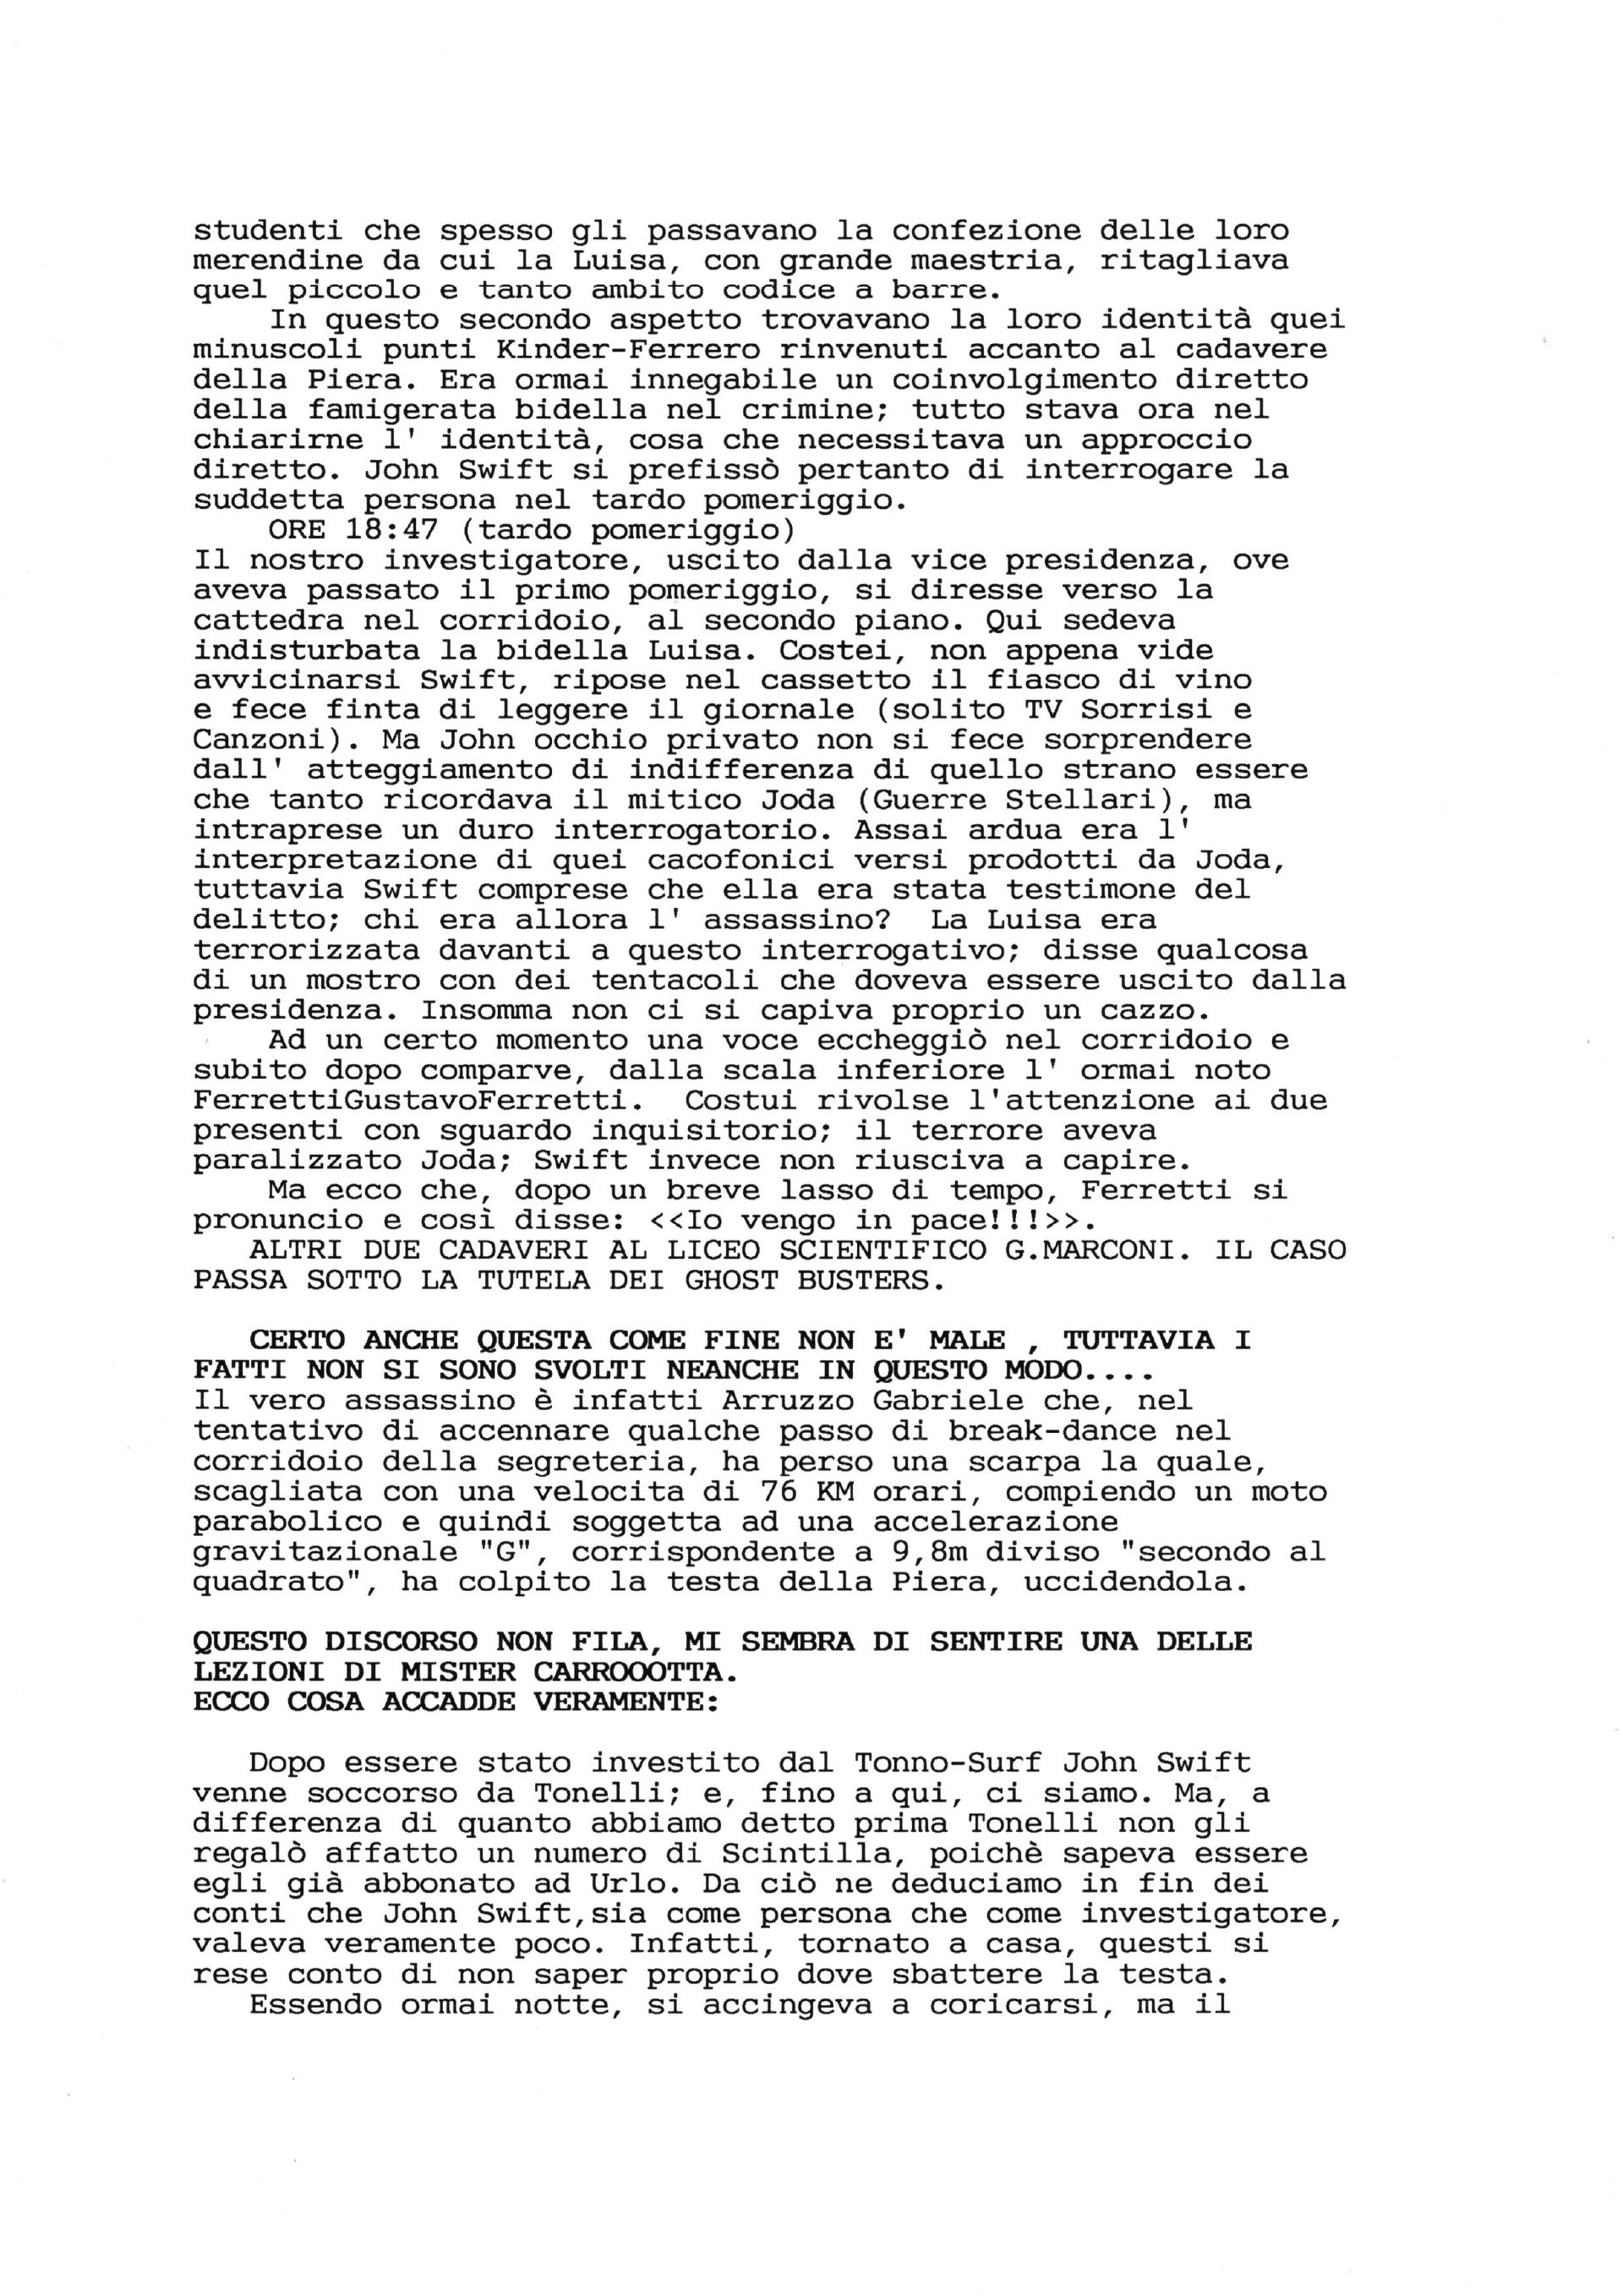 studenti che spesso gli passavano la confezione delle loro
merendine da cui la Luisa, con grande maestria, ritagliava
quel piccolo e tanto ambito codice a barre.
In questo secondo aspetto trovavano la loro identità quei
minuscoli punti Kinder-Ferrero rinvenuti accanto al cadavere
della Piera. Era ormai innegabile un coinvolgimento diretto
della famigerata bidella nel crimine; tutto stava ora nel
chiarirne l' identità, cosa che necessitava un approccio
diretto. John Swift si prefissò pertanto di interrogare la
suddetta persona nel tardo pomeriggio.
ORE 18:47 (tardo pomeriggio)
Il nostro investigatore, uscito dalla vice presidenza, ove
aveva passato il primo pomeriggio, si diresse verso la
cattedra nel corridoio, al secondo piano. Qui sedeva
indisturbata la bidella Luisa. Costei, non appena vide
avvicinarsi Swift, ripose nel cassetto il fiasco di vino
e fece finta di leggere il giornale (solito TV Sorrisi e
Canzoni). Ma John occhio privato non si fece sorprendere
dall' atteggiamento di indifferenza di quello strano essere
che tanto ricordava il mitico Joda (Guerre Stellari), ma
intraprese un duro interrogatorio. Assai ardua era l'
interpretazione di quei cacofonici versi prodotti da Joda,
tuttavia Swift comprese che ella era stata testimone del
delitto; chi era allora l' assassino?  La Luisa era
terrorizzata davanti a questo interrogativo; disse qualcosa
di un mostro con dei tentacoli che doveva essere uscito dalla
presidenza. Insomma non ci si capiva proprio un cazzo.
Ad un certo momento una voce eccheggiò nel corridoio e
subito dopo comparve, dalla scala inferiore l' ormai noto
FerrettiGustavoFerretti.  Costui rivolse l'attenzione ai due
presenti con sguardo inquisitorio; il terrore aveva
paralizzato Joda; Swift invece non riusciva a capire.
Ma ecco che, dopo un breve lasso di tempo, Ferretti si
pronuncio e così disse: <<Io vengo in pace!!!>>.
ALTRI DUE CADAVERI AL LICEO SCIENTIFICO G.MARCONI. IL CASO
PASSA SOTTO LA TUTELA DEI GHOST BUSTERS.
CERTO ANCHE QUESTA COME FINE NON E' MALE , TUTTAVIA I
FATTI NON SI SONO SVOLTI NEANCHE IN QUESTO MODO....
Il vero assassino è infatti Arruzzo Gabriele che, nel
tentativo di accennare qualche passo di break-dance nel
corridoio della segreteria, ha perso una scarpa la quale,
scagliata con una velocita di 76 KM orari, compiendo un moto
parabolico e quindi soggetta ad una accelerazione
gravitazionale "G", corrispondente a 9,8m diviso "secondo al
quadrato", ha colpito la testa della Piera, uccidendola.
QUESTO DISCORSO NON FILA, MI SEMBRA DI SENTIRE UNA DELLE
LEZIONI DI MISTER CARROOOTTA.
ECCO COSA ACCADDE VERAMENTE:
Dopo essere stato investito dal Tonno-Surf John Swift
venne soccorso da Tonelli; e, fino a qui, ci siamo. Ma, a
differenza di quanto abbiamo detto prima Tonelli non gli
regalò affatto un numero di Scintilla, poichè sapeva essere
egli già abbonato ad Urlo. Da ciò ne deduciamo in fin dei
conti che John Swift,sia come persona che come investigatore,
valeva veramente poco. Infatti, tornato a casa, questi si
rese conto di non saper proprio dove sbattere la testa.
Essendo ormai notte, si accingeva a coricarsi, ma il